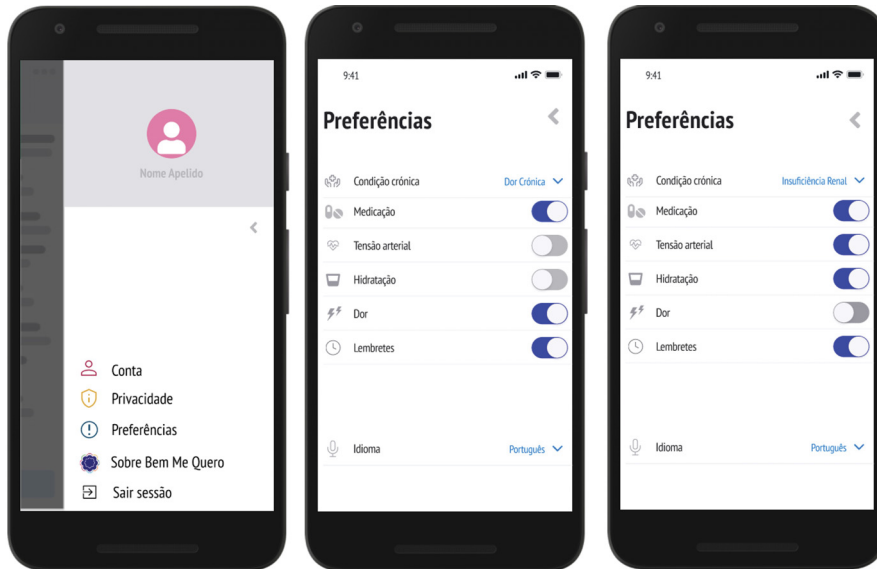 Nome Apelido
Conta
Privacidade
Preferências
Sobre Bem Me Quero
Sair sessão
9:41
Preferências
Condição crónica Dor Crónica
Medicação
Tensão arterial
Hidratação
Dor
Lembretes
Idioma Português
9:41
Preferências
Condição crónica Insuficiência Renal
Medicação
Tensão arterial
Hidratação
Dor
Lembretes
Idioma Português